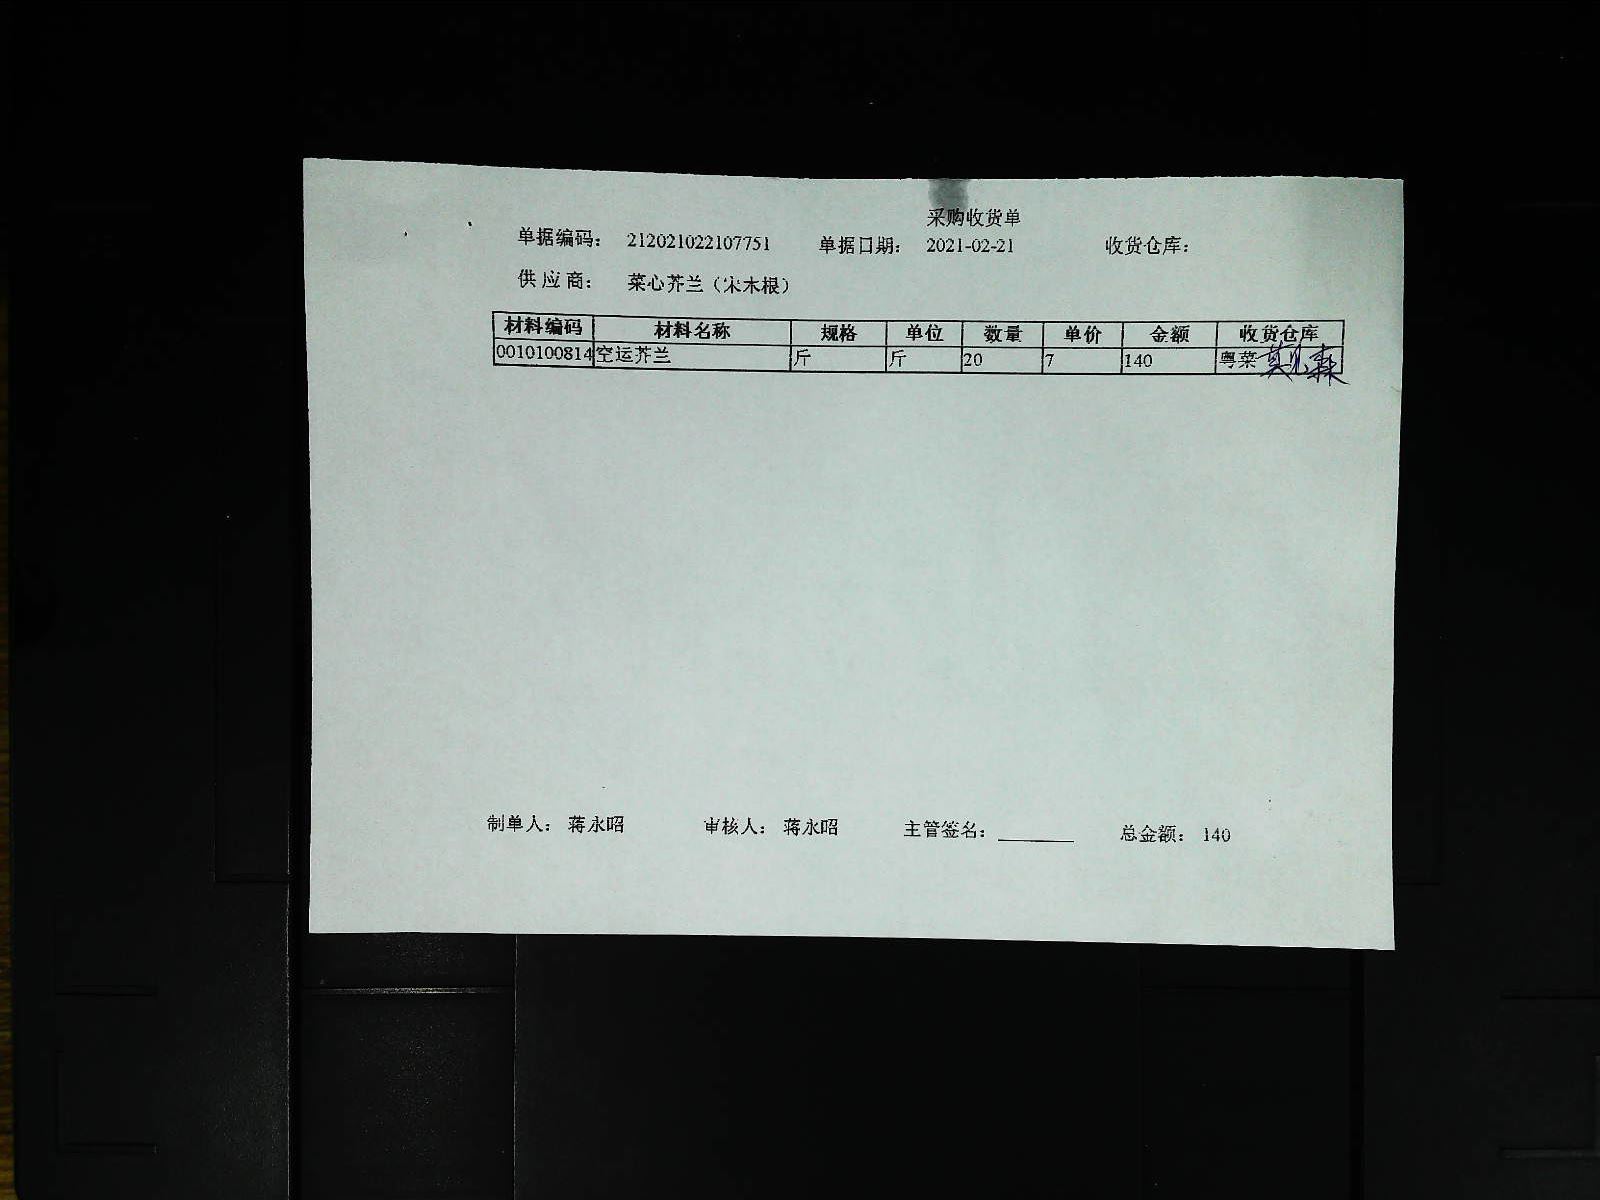 采购收货单
单据编码： 212021022107751 单据日期： 2021-02-21 收货仓库：
供应商： 菜心芥兰（宋木根）
材料编码 材料名称 规格 单位 数量 单价 金额 收货仓库
0010100814 空运芥兰 斤 斤 20 7 140 粤菜
制单人： 蒋永昭 审核人： 蒋永昭 主管签名： 总金额： 140